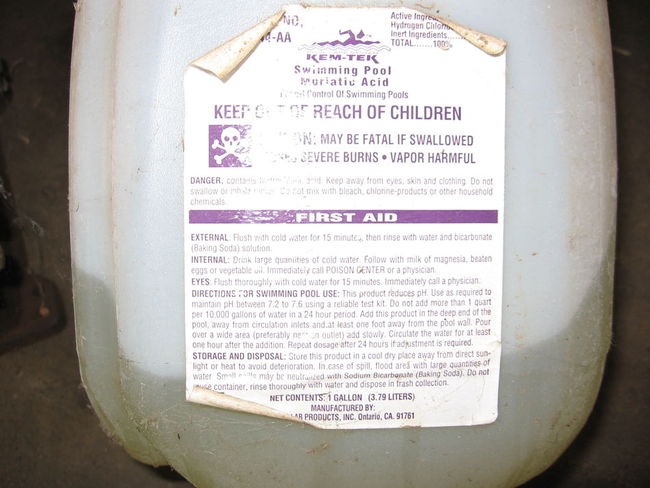 NO.
-AA
Active
Hydrogen
Inert Ingredients
TOTAL.......100%
KEM-TEK
Swimming Pool
Muriatic Acid
Control Of Swimming Pools
KEEP OUT OF REACH OF CHILDREN
MAY BE FATAL IF SWALLOWED
SEVERE BURNS • VAPOR HARMFUL
DANGER, contains acid. Keep away from eyes, skin and clothing. Do not
swallow or Do not mix with bleach, chlorine-products or other household
chemicals.
FIRST AID
EXTERNAL: Flush with cold water for 15 minutes, then rinse with water and bicarbonate
(Baking Soda) solution.
INTERNAL: Drink large quantities of cold water. Follow with milk of magnesia, beaten
eggs or vegetable oil. Immediately call POISON CENTER or a physician.
EYES: Flush thoroughly with cold water for 15 minutes. Immediately call a physician.
DIRECTIONS FOR SWIMMING POOL USE: This product reduces pH. Use as required to
maintain pH between 7.2 to 7.6 using a reliable test kit. Do not add more than 1 quart
per 10,000 gallons of water in a 24 hour period. Add this product in the deep end of the
pool, away from circulation inlets and at least one foot away from the pool wall. Pour
over a wide area (preferably near an outlet) add slowly. Circulate the water for at least
one hour after the addition. Repeat dosage after 24 hours if adjustment is required.
STORAGE AND DISPOSAL: Store this product in a cool dry place away from direct sun-
light or heat to avoid deterioration. In case of spill, flood area with large quantities of
water. Small spills may be neutralized with Sodium Bicarbonate (Baking Soda). Do not
reuse container, rinse thoroughly with water and dispose in trash collection.
NET CONTENTS: 1 GALLON (3.79 LITERS)
MANUFACTURED BY:
PRODUCTS, INC. Ontario, CA. 91761